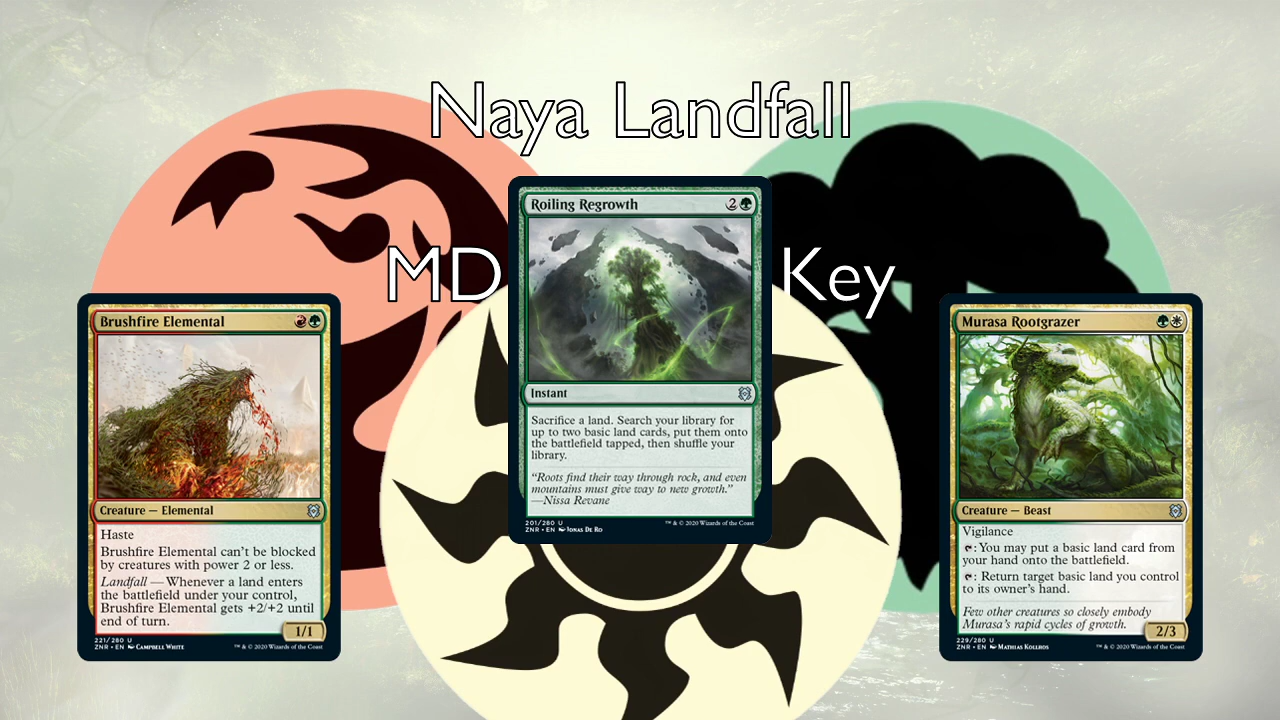 Naya Landfall
MD
Key
Roiling Regrowth
2
Instant
Sacrifice a land. Search your library for
up to two basic land cards, put them onto
the battlefield tapped, then shuffle your
library.
"Roots find their way through rock, and even
mountains must give way to new growth."
—Nissa Revane
201/280 U
ZNR • EN Jonas De Ro
™ & © 2020 Wizards of the Coast
Brushfire Elemental
Creature — Elemental
Haste
Brushfire Elemental can't be blocked
by creatures with power 2 or less.
Landfall — Whenever a land enters
the battlefield under your control,
Brushfire Elemental gets +2/+2 until
end of turn.
1/1
221/280 U
ZNR • EN Campbell White
™ & © 2020 Wizards of the Coast
Murasa Rootgrazer
Creature — Beast
Vigilance
: You may put a basic land card from
your hand onto the battlefield.
: Return target basic land you control
to its owner's hand.
Few other creatures so closely embody
Murasa's rapid cycles of growth.
2/3
229/280 U
ZNR • EN Mathias Kollros
™ & © 2020 Wizards of the Coast